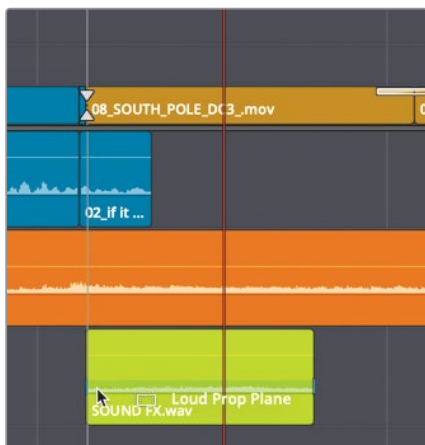 08_SOUTH_POLE_DC3_.mov
02_if it ...
Loud Prop Plane
SOUND FX.wav